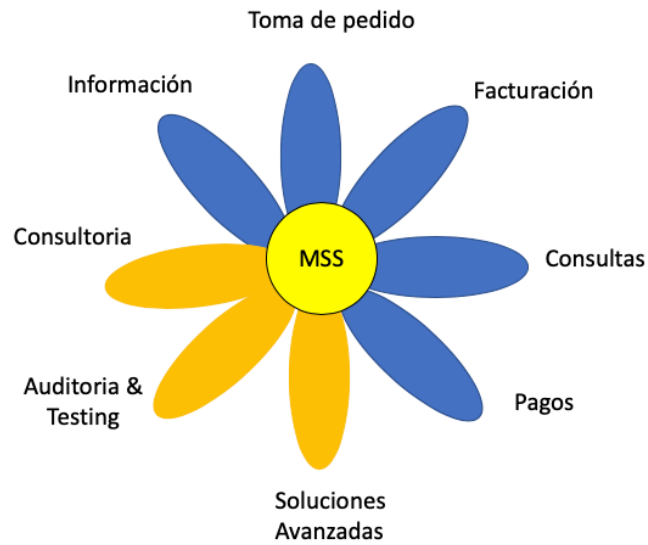 Toma de pedido
Información
Facturación
Consultoria
MSS
Consultas
Auditoria &
Testing
Pagos
Soluciones
Avanzadas